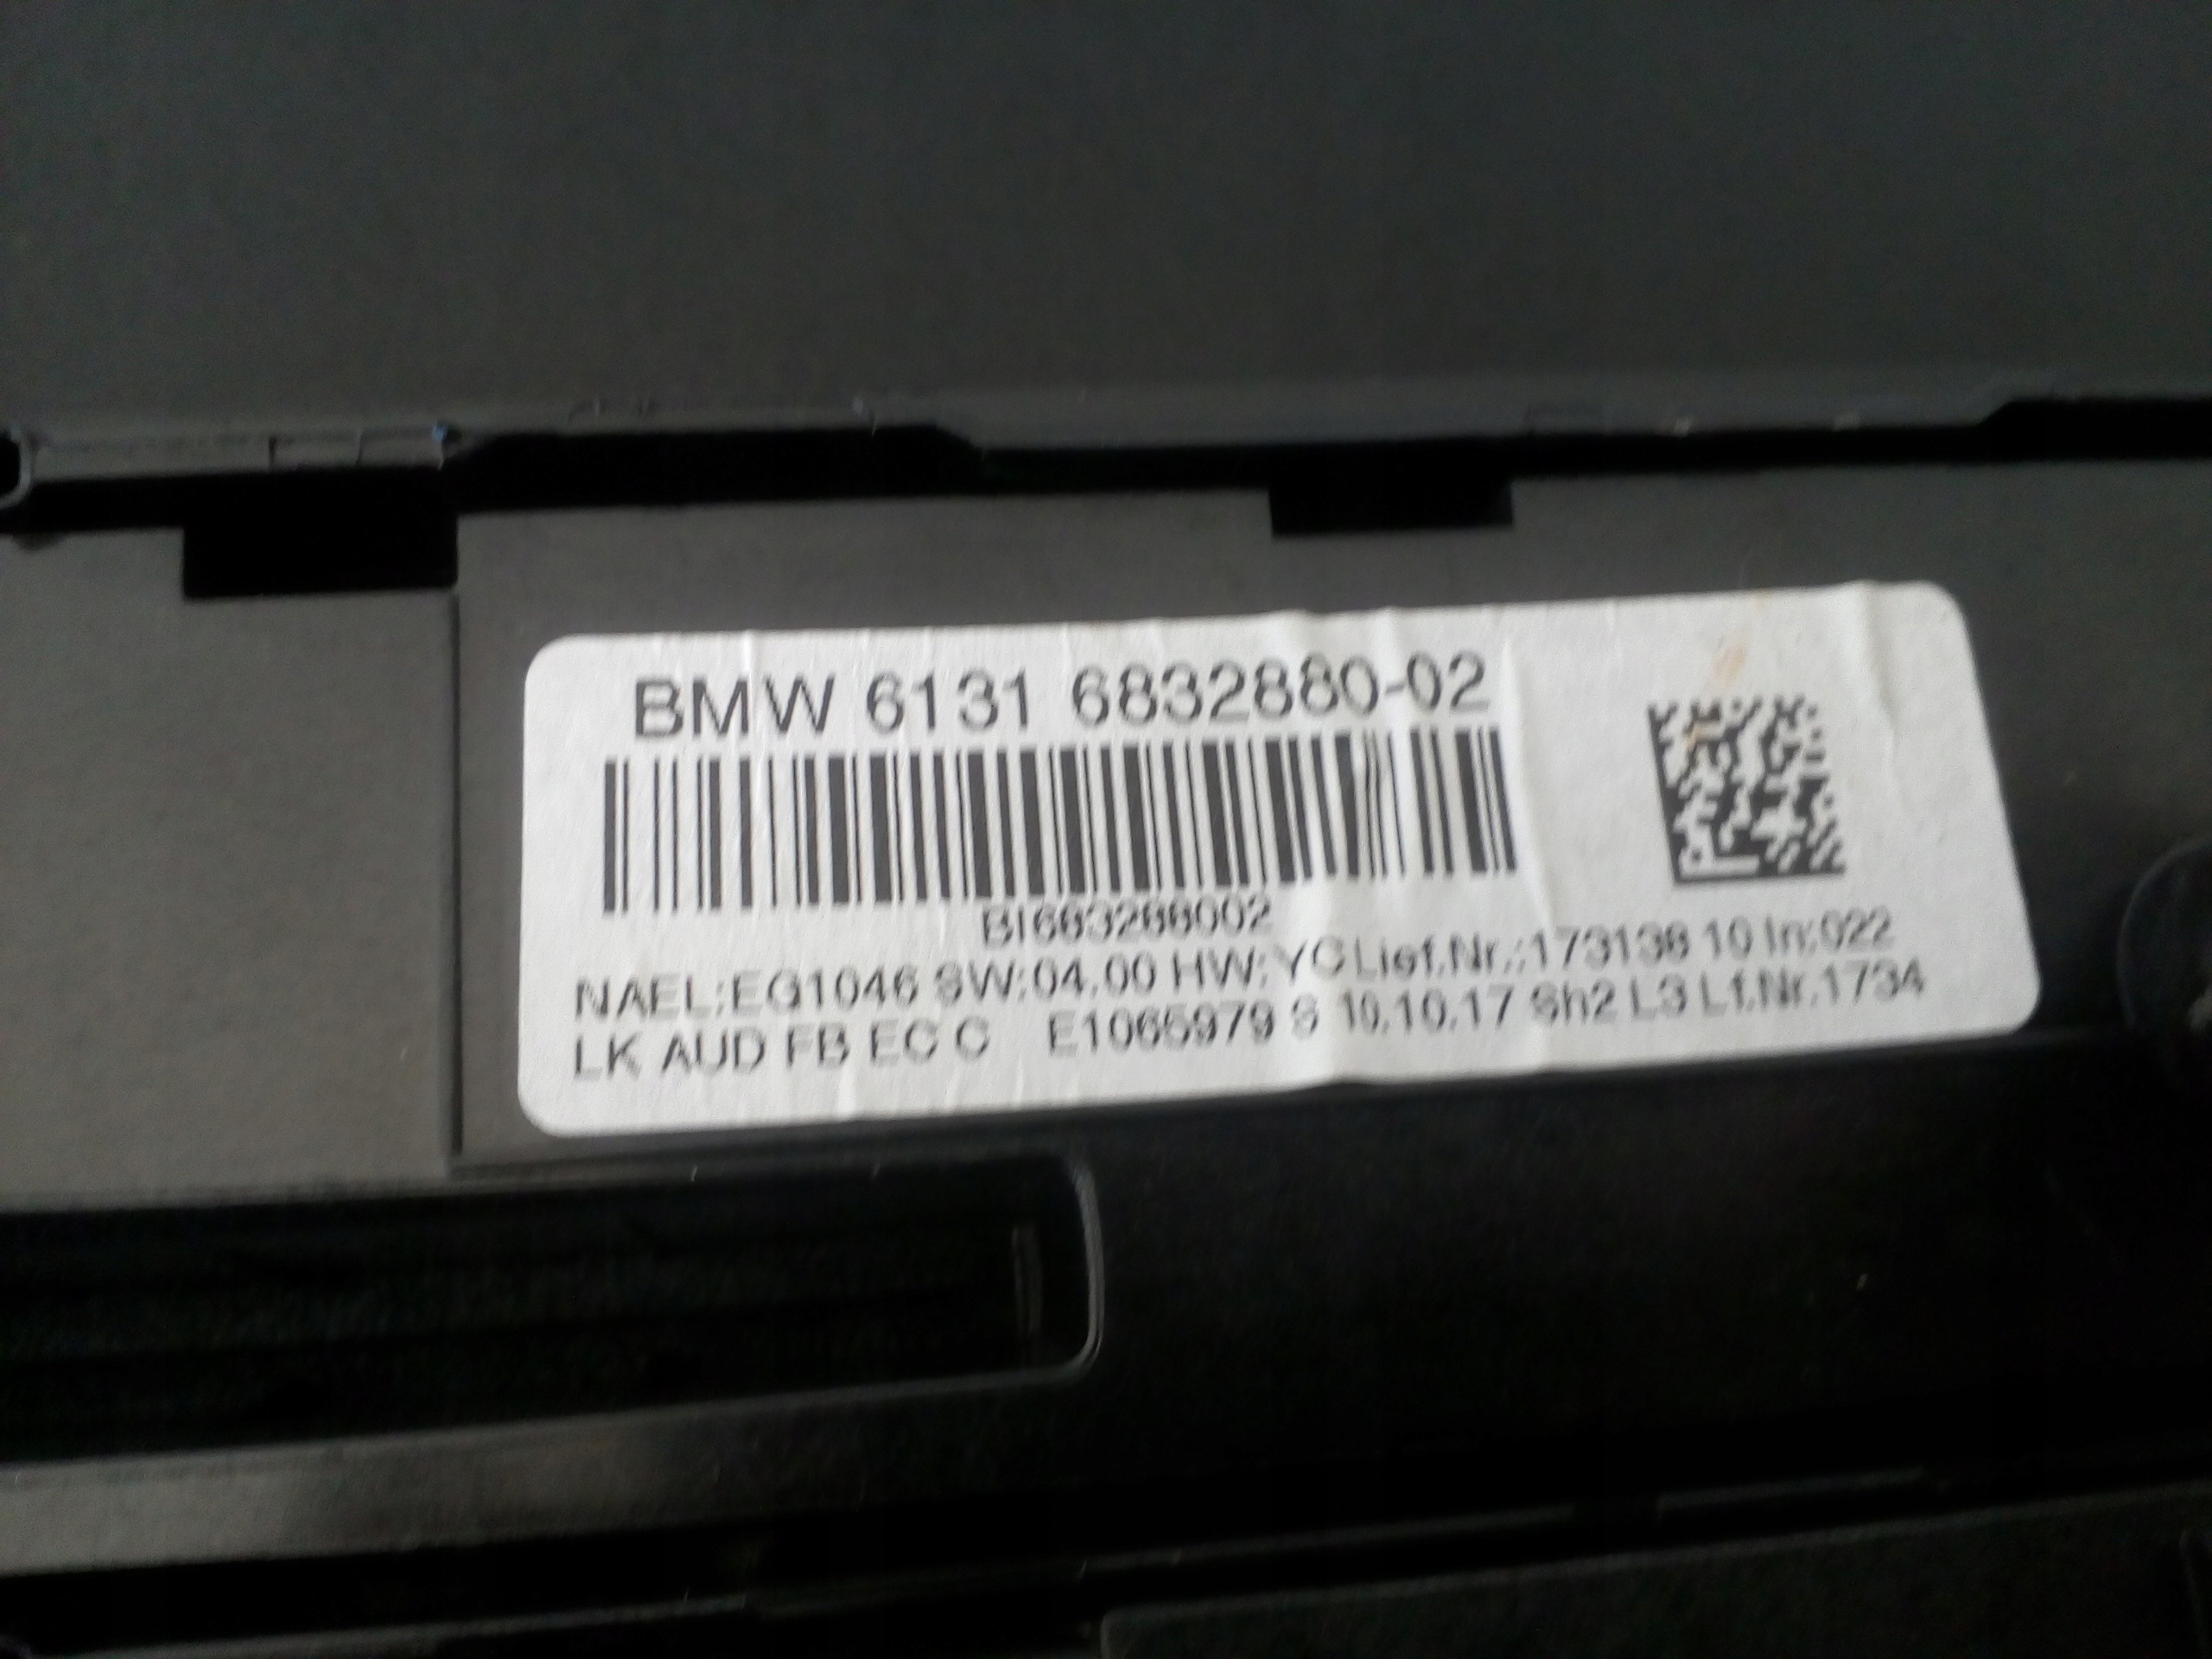 BMW 6131 6832880-02
BI683288002
NAEL:EG1046 SW:04.00 HW:YC Lief.Nr.:173138 10 In:022
LK AUD FB EC C E1065979 S 10.10.17 Sh2 L3 Lf.Nr.1734